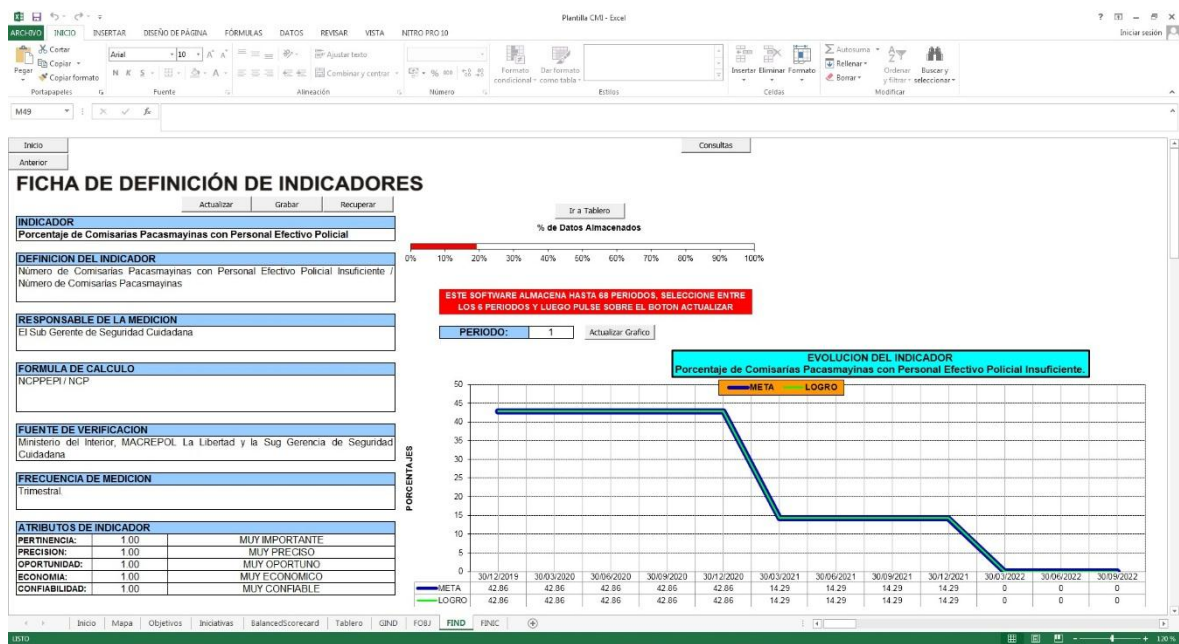 Plantilla CMI - Excel
ARCHIVO INICIO INSERTAR DISEÑO DE PÁGINA FÓRMULAS DATOS REVISAR VISTA NITRO PRO 10
Iniciar sesión
Pegar
Cortar
Copiar
Copiar formato
Portapapeles
Arial 10
N K S
Fuente
Ajustar texto
Combinar y centrar
Alineación
% 000
Número
Formato condicional
Dar formato como tabla
Estilos
Insertar Eliminar Formato
Celdas
Autosuma
Rellenar
Borrar
Ordenar y filtrar
Buscar y seleccionar
Modificar
M49
fx
Inicio
Anterior
Consultas
FICHA DE DEFINICIÓN DE INDICADORES
Actualizar Grabar Recuperar
INDICADOR
Porcentaje de Comisarías Pacasmayinas con Personal Efectivo Policial
DEFINICION DEL INDICADOR
Número de Comisarías Pacasmayinas con Personal Efectivo Policial Insuficiente /
Número de Comisarías Pacasmayinas
RESPONSABLE DE LA MEDICION
El Sub Gerente de Seguridad Cuidadana
FORMULA DE CALCULO
NCPPEPI / NCP
FUENTE DE VERIFICACION
Ministerio del Interior, MACREPOL La Libertad y la Sug Gerencia de Seguridad
Cuidadana
FRECUENCIA DE MEDICION
Trimestral.
ATRIBUTOS DE INDICADOR
PERTINENCIA: 1.00 MUY IMPORTANTE
PRECISION: 1.00 MUY PRECISO
OPORTUNIDAD: 1.00 MUY OPORTUNO
ECONOMIA: 1.00 MUY ECONOMICO
CONFIABILIDAD: 1.00 MUY CONFIABLE
Ir a Tablero
% de Datos Almacenados
0% 10% 20% 30% 40% 50% 60% 70% 80% 90% 100%
ESTE SOFTWARE ALMACENA HASTA 68 PERIODOS, SELECCIONE ENTRE
LOS 6 PERIODOS Y LUEGO PULSE SOBRE EL BOTON ACTUALIZAR
PERIODO: 1 Actualizar Grafico
EVOLUCION DEL INDICADOR
Porcentaje de Comisarías Pacasmayinas con Personal Efectivo Policial Insuficiente.
META LOGRO
PORCENTAJES
50
45
40
35
30
25
20
15
10
5
0
30/12/2019 30/03/2020 30/06/2020 30/09/2020 30/12/2020 30/03/2021 30/06/2021 30/09/2021 30/12/2021 30/03/2022 30/06/2022 30/09/2022
META 42.86 42.86 42.86 42.86 42.86 14.29 14.29 14.29 14.29 0 0 0
LOGRO 42.86 42.86 42.86 42.86 42.86 14.29 14.29 14.29 14.29 0 0 0
Inicio Mapa Objetivos Iniciativas BalancedScorecard Tablero GIND FOBJ FIND FINIC
LISTO
120 %